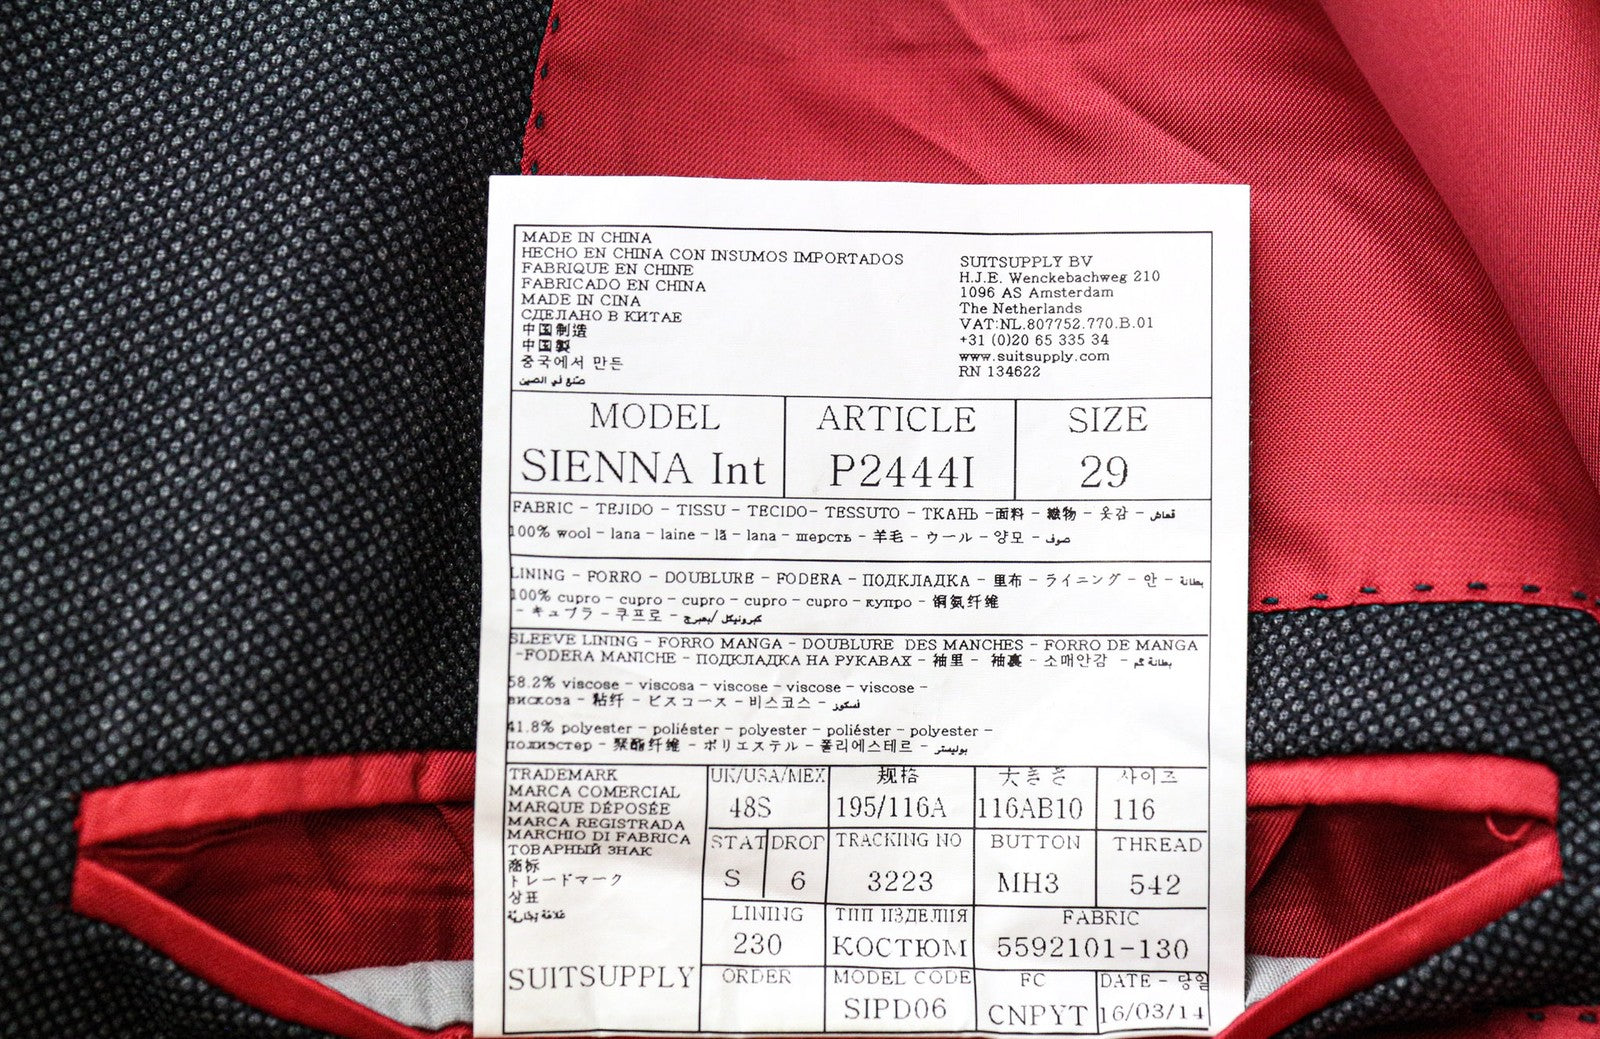 MADE IN CHINA
HECHO EN CHINA CON INSUMOS IMPORTADOS
FABRIQUE EN CHINE
FABRICADO EN CHINA
MADE IN CINA
СДЕЛАНО В КИТАЕ
中国制造
中国製
중국에서 만든
صنع في الصين
SUITSUPPLY BV
H.J.E. Wenckebachweg 210
1096 AS Amsterdam
The Netherlands
VAT:NL.807752.770.B.01
+31 (0)20 65 335 34
www.suitsupply.com
RN 134622
MODEL
SIENNA Int
ARTICLE
P2444I
SIZE
29
FABRIC - TEJIDO - TISSU - TECIDO- TESSUTO - ТКАНЬ -面料 - 織物 - 옷감 - قماش
100% wool - lana - laine - lã - lana - шерсть - 羊毛 - ウール - 양모 - صوف
LINING - FORRO - DOUBLURE - FODERA - ПОДКЛАДКА - 里布 - ライニング - 안 - بطانة
100% cupro - cupro - cupro - cupro - cupro - купро - 铜氨纤维
- キュプラ - 쿠프로 -
SLEEVE LINING - FORRO MANGA - DOUBLURE DES MANCHES - FORRO DE MANGA
-FODERA MANICHE - ПОДКЛАДКА НА РУКАВАХ - 袖里 - 袖裏 - 소매안감 - بطانة كم
58.2% viscose - viscosa - viscose - viscose - viscose -
вискоза - 粘纤 - ビスコース - 비스코스 - فسكوز
41.8% polyester - poliéster - polyester - poliéster - polyester -
полиэстер - 聚酯纤维 - ポリエステル - 폴리에스테르 - بوليستر
TRADEMARK
MARCA COMERCIAL
MARQUE DÉPOSÉE
MARCA REGISTRADA
MARCHIO DI FABRICA
ТОВАРНЫЙ ЗНАК
商标
トレードマーク
상표
علامة تجارية
SUITSUPPLY
UK/USA/MEX
48S
规格
195/116A
大きさ
116AB10
사이즈
116
STAT
S
DROP
6
TRACKING NO
3223
BUTTON
MH3
THREAD
542
LINING
230
ТИП ИЗДЕЛИЯ
КОСТЮМ
FABRIC
5592101-130
ORDER
MODEL CODE
SIPD06
FC
CNPYT
DATE - 당일
16/03/14